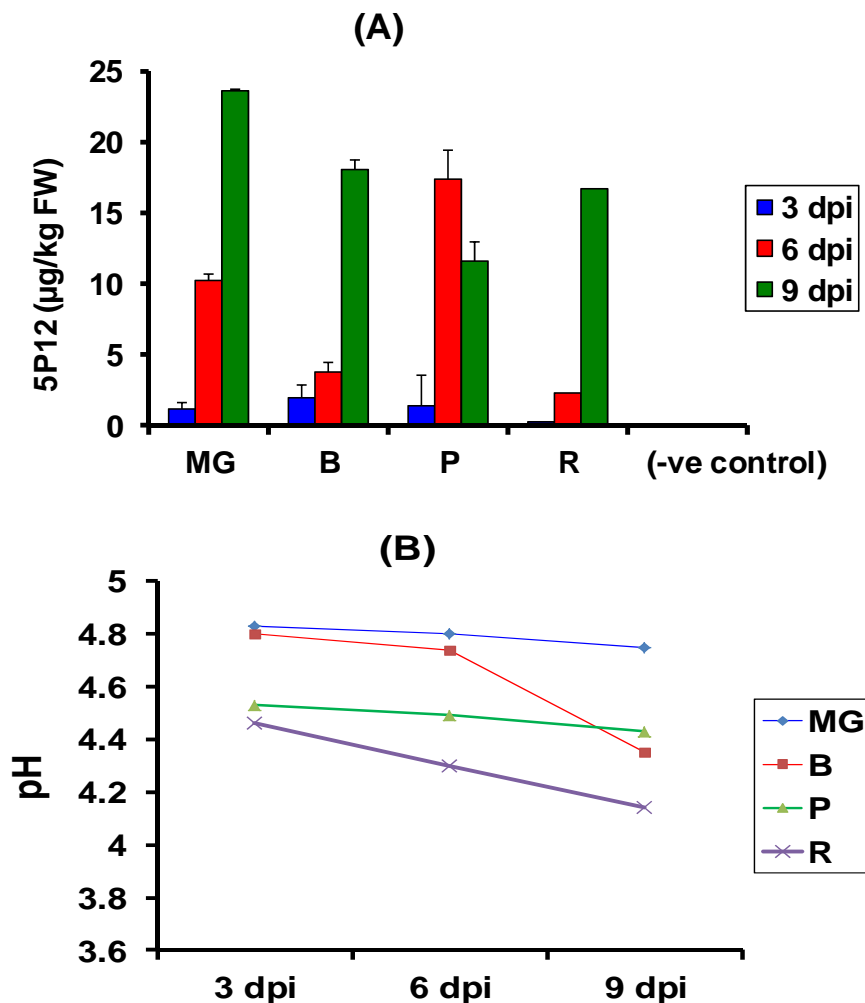 (A)
25
20
15
10
5
0
5P12 (µg/kg FW)
MG B P R (-ve control)
3 dpi
6 dpi
9 dpi
(B)
5
4.8
4.6
4.4
4.2
4
3.8
3.6
pH
3 dpi 6 dpi 9 dpi
MG
B
P
R